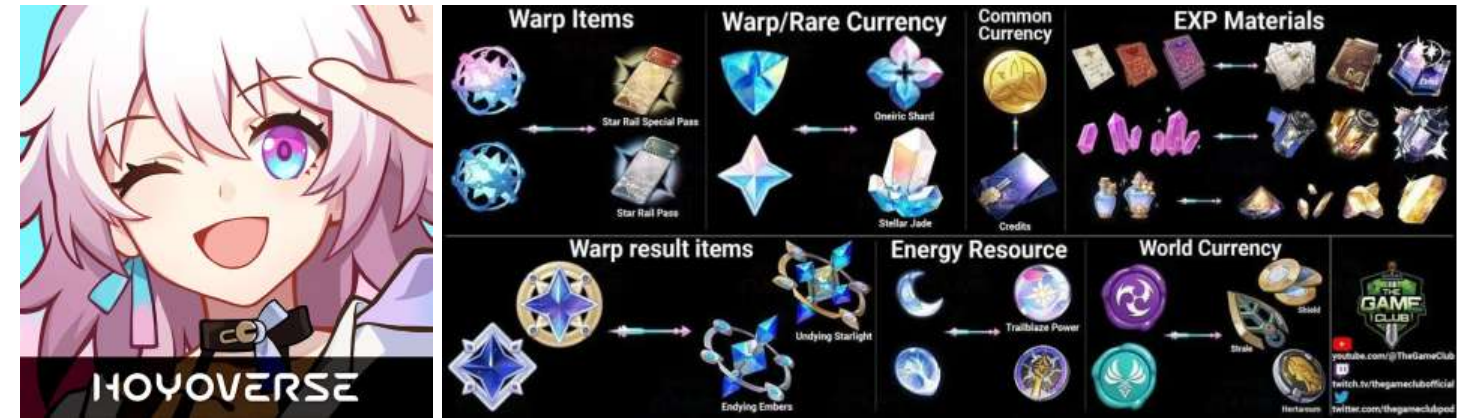 HOYOVERSE
Warp Items
Star Rail Special Pass
Star Rail Pass
Warp/Rare Currency
Oneiric Shard
Stellar Jade
Common
Currency
Credits
EXP Materials
Warp result items
Undying Starlight
Endying Embers
Energy Resource
Trailblaze Power
World Currency
Shield
Strale
Hertareum
THE
GAME
CLUB
youtube.com/@TheGameClub
twitch.tv/thegameclubofficial
twitter.com/thegameclubpod